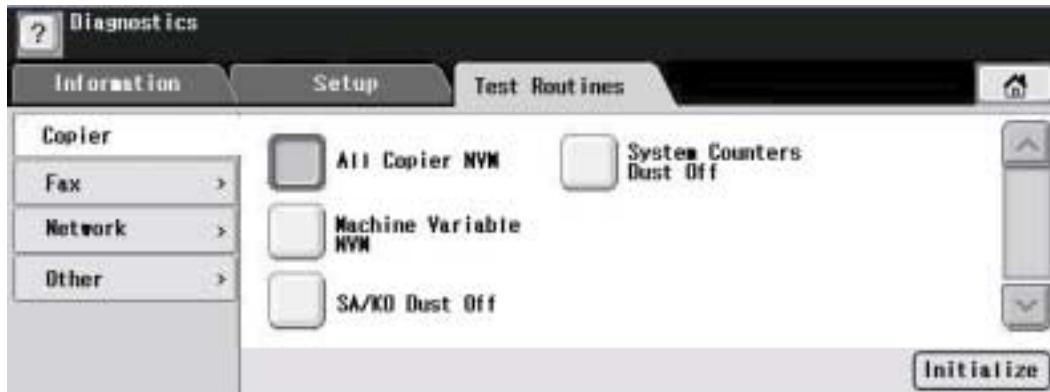 ?
Diagnostics
Information
Setup
Test Routines
Copier
Fax >
Network >
Other >
All Copier NVM
System Counters
Dust Off
Machine Variable
NVM
SA/KO Dust Off
Initialize